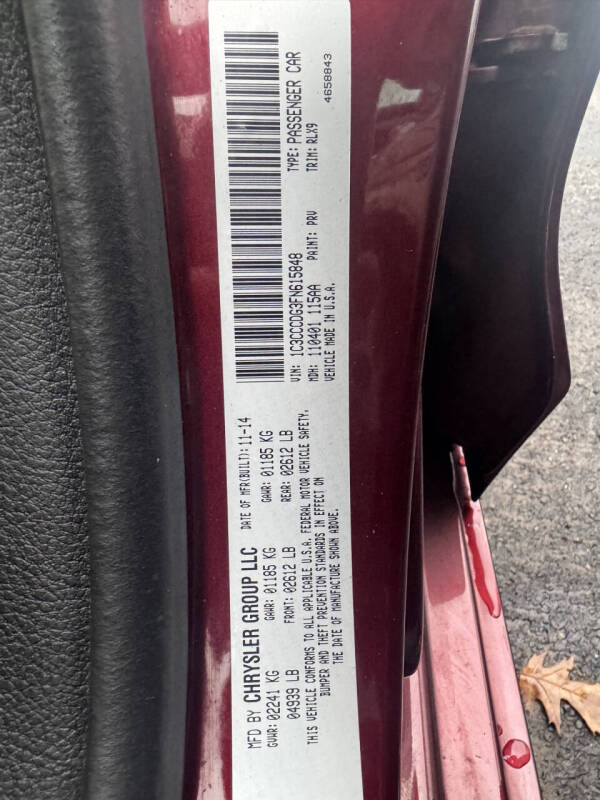 MFD BY CHRYSLER GROUP LLC
DATE OF MFR(BUILT): 11-14
GVWR: 02241 KG
GAWR: 01185 KG
GAWR: 01185 KG
04939 LB
FRONT: 02612 LB
REAR: 02612 LB
THIS VEHICLE CONFORMS TO ALL APPLICABLE U.S.A. FEDERAL MOTOR VEHICLE SAFETY,
BUMPER AND THEFT PREVENTION STANDARDS IN EFFECT ON
THE DATE OF MANUFACTURE SHOWN ABOVE.
VIN: 1C3CCCDG3FN615848
TYPE: PASSENGER CAR
MDH: 110401 115AA
PAINT: PRV
TRIM: RLX9
VEHICLE MADE IN U.S.A.
4658843